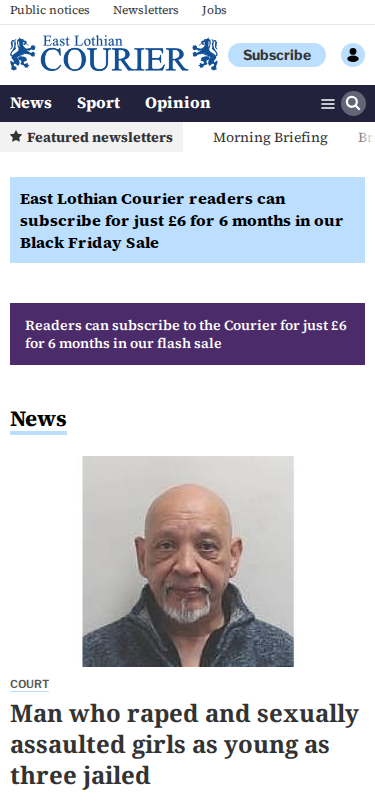 Public notices Newsletters Jobs
East Lothian
COURIER
Subscribe
News Sport Opinion
Featured newsletters Morning Briefing
East Lothian Courier readers can
subscribe for just £6 for 6 months in our
Black Friday Sale
Readers can subscribe to the Courier for just £6
for 6 months in our flash sale
News
COURT
Man who raped and sexually
assaulted girls as young as
three jailed